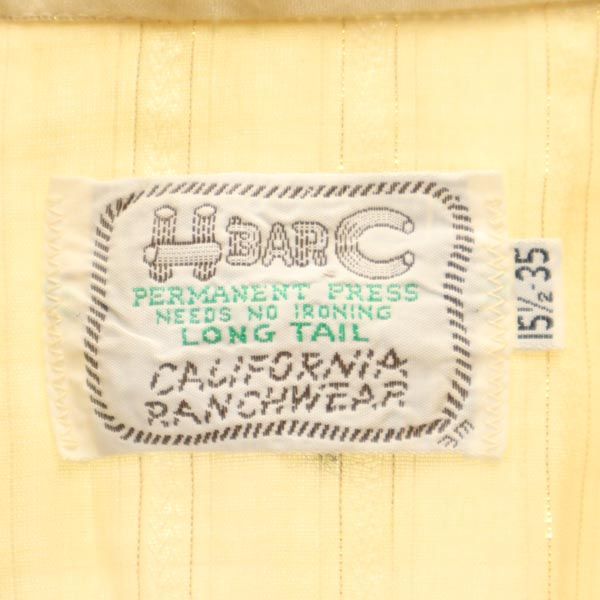 H BAR C
PERMANENT PRESS
NEEDS NO IRONING
LONG TAIL
CALIFORNIA
RANCHWEAR
15½-35